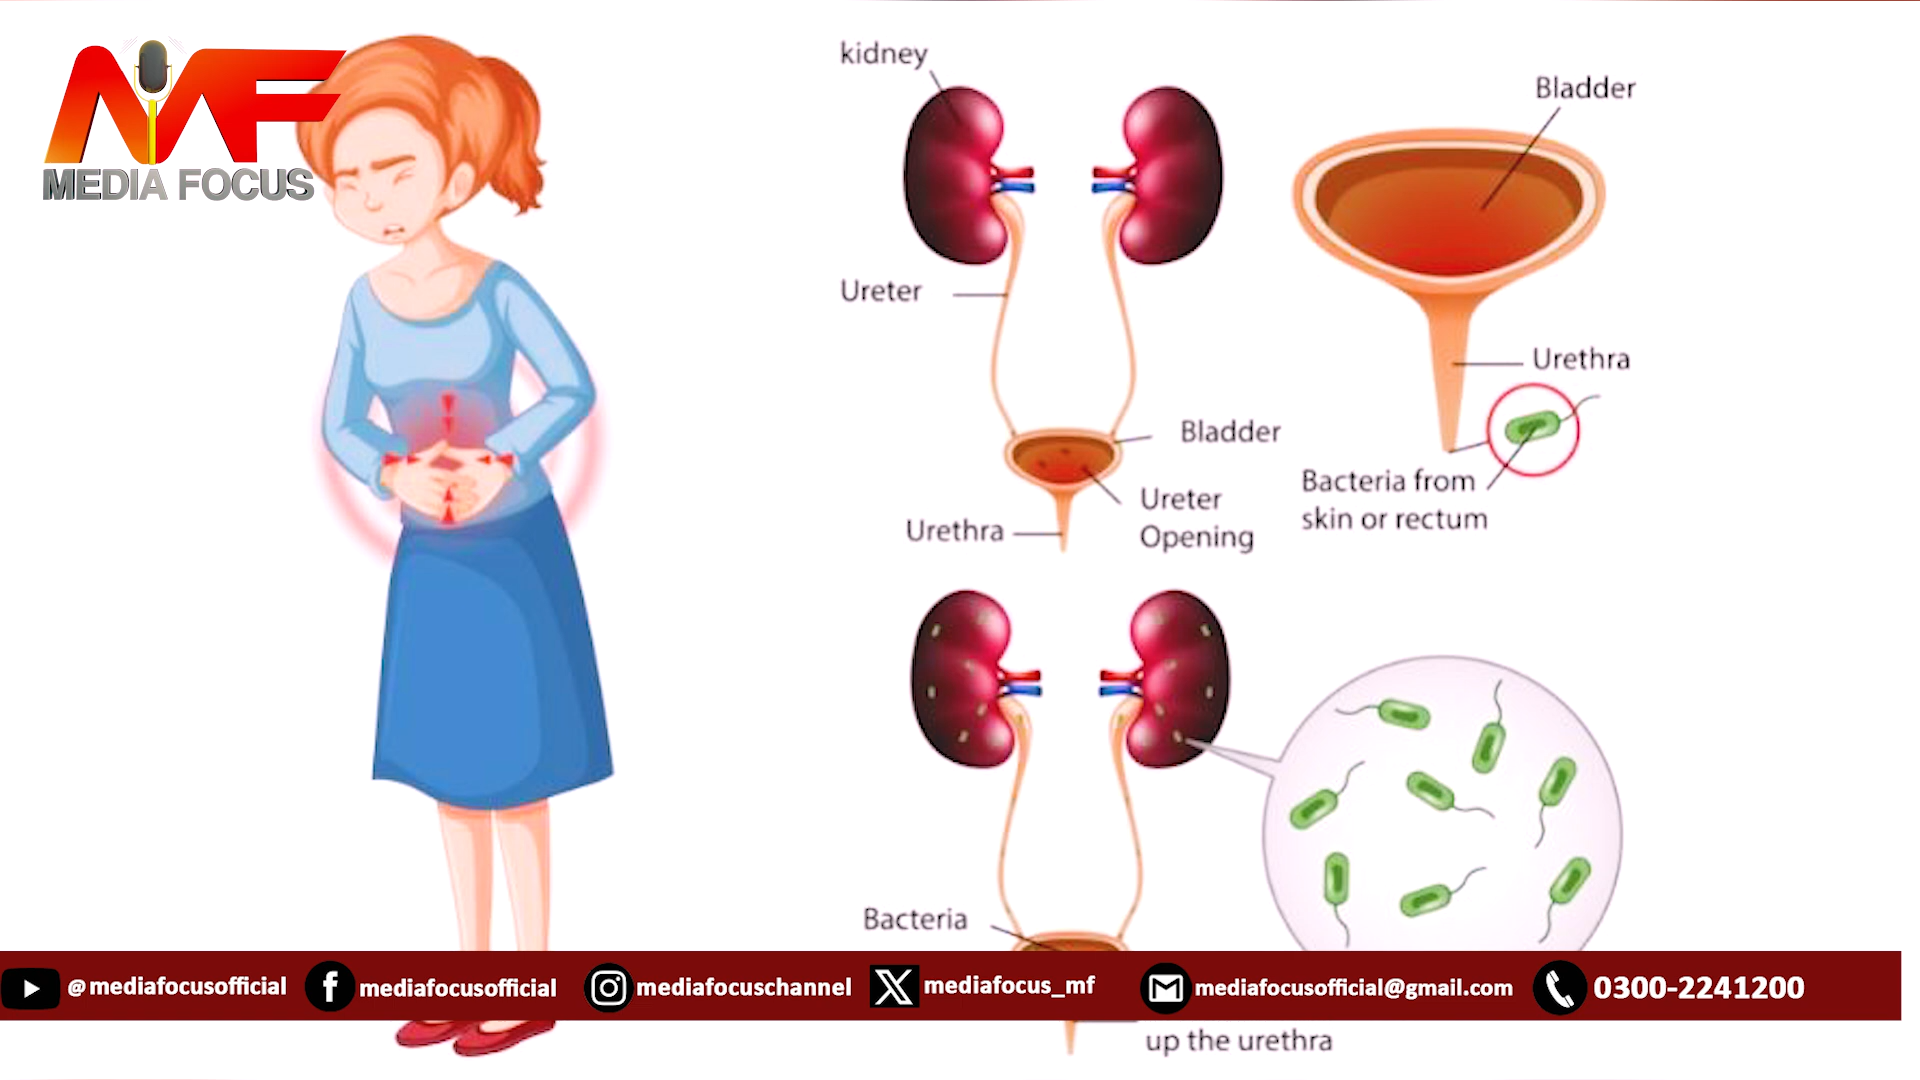 MF
MEDIA FOCUS
kidney
Ureter
Bladder
Ureter
Opening
Urethra
Bladder
Urethra
Bacteria from
skin or rectum
Bacteria
@mediafocusofficial
mediafocusofficial
mediafocuschannel
mediafocus_mf
mediafocusofficial@gmail.com
0300-2241200
up the urethra